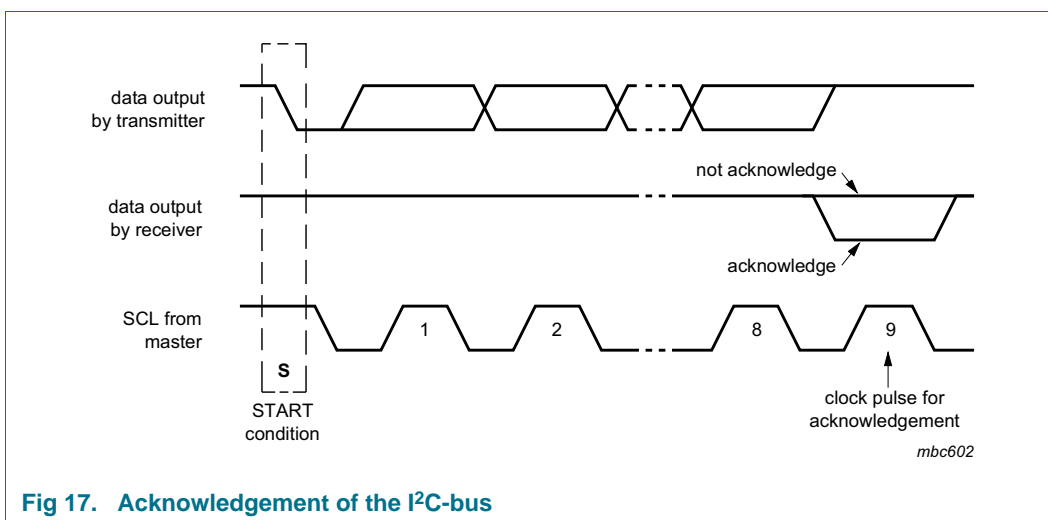 data output
by transmitter
not acknowledge
data output
by receiver
acknowledge
SCL from
master
1
2
8
9
S
START
condition
clock pulse for
acknowledgement
mbc602
Fig 17. Acknowledgement of the I²C-bus